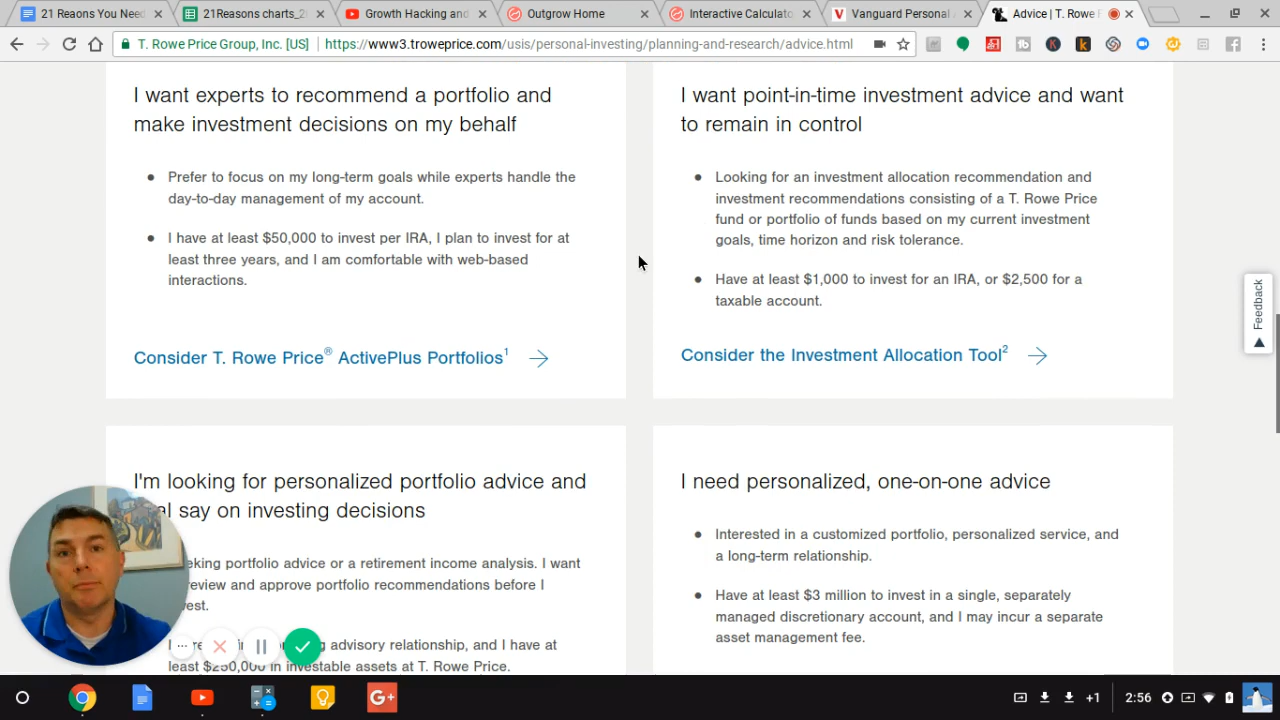 21 Reaons You Need
21Reasons charts_2
Growth Hacking and
Outgrow Home
Interactive Calculato
Vanguard Personal
Advice | T. Rowe P
T. Rowe Price Group, Inc. [US]
https://www3.troweprice.com/usis/personal-investing/planning-and-research/advice.html
I want experts to recommend a portfolio and
make investment decisions on my behalf
Prefer to focus on my long-term goals while experts handle the
day-to-day management of my account.
I have at least $50,000 to invest per IRA, I plan to invest for at
least three years, and I am comfortable with web-based
interactions.
Consider T. Rowe Price® ActivePlus Portfolios1
I want point-in-time investment advice and want
to remain in control
Looking for an investment allocation recommendation and
investment recommendations consisting of a T. Rowe Price
fund or portfolio of funds based on my current investment
goals, time horizon and risk tolerance.
Have at least $1,000 to invest for an IRA, or $2,500 for a
taxable account.
Consider the Investment Allocation Tool2
Feedback
I'm looking for personalized portfolio advice and
say on investing decisions
portfolio advice or a retirement income analysis. I want
review and approve portfolio recommendations before I
advisory relationship, and I have at
least $250,000 in investable assets at T. Rowe Price.
I need personalized, one-on-one advice
Interested in a customized portfolio, personalized service, and
a long-term relationship.
Have at least $3 million to invest in a single, separately
managed discretionary account, and I may incur a separate
asset management fee.
G+
+1
2:56